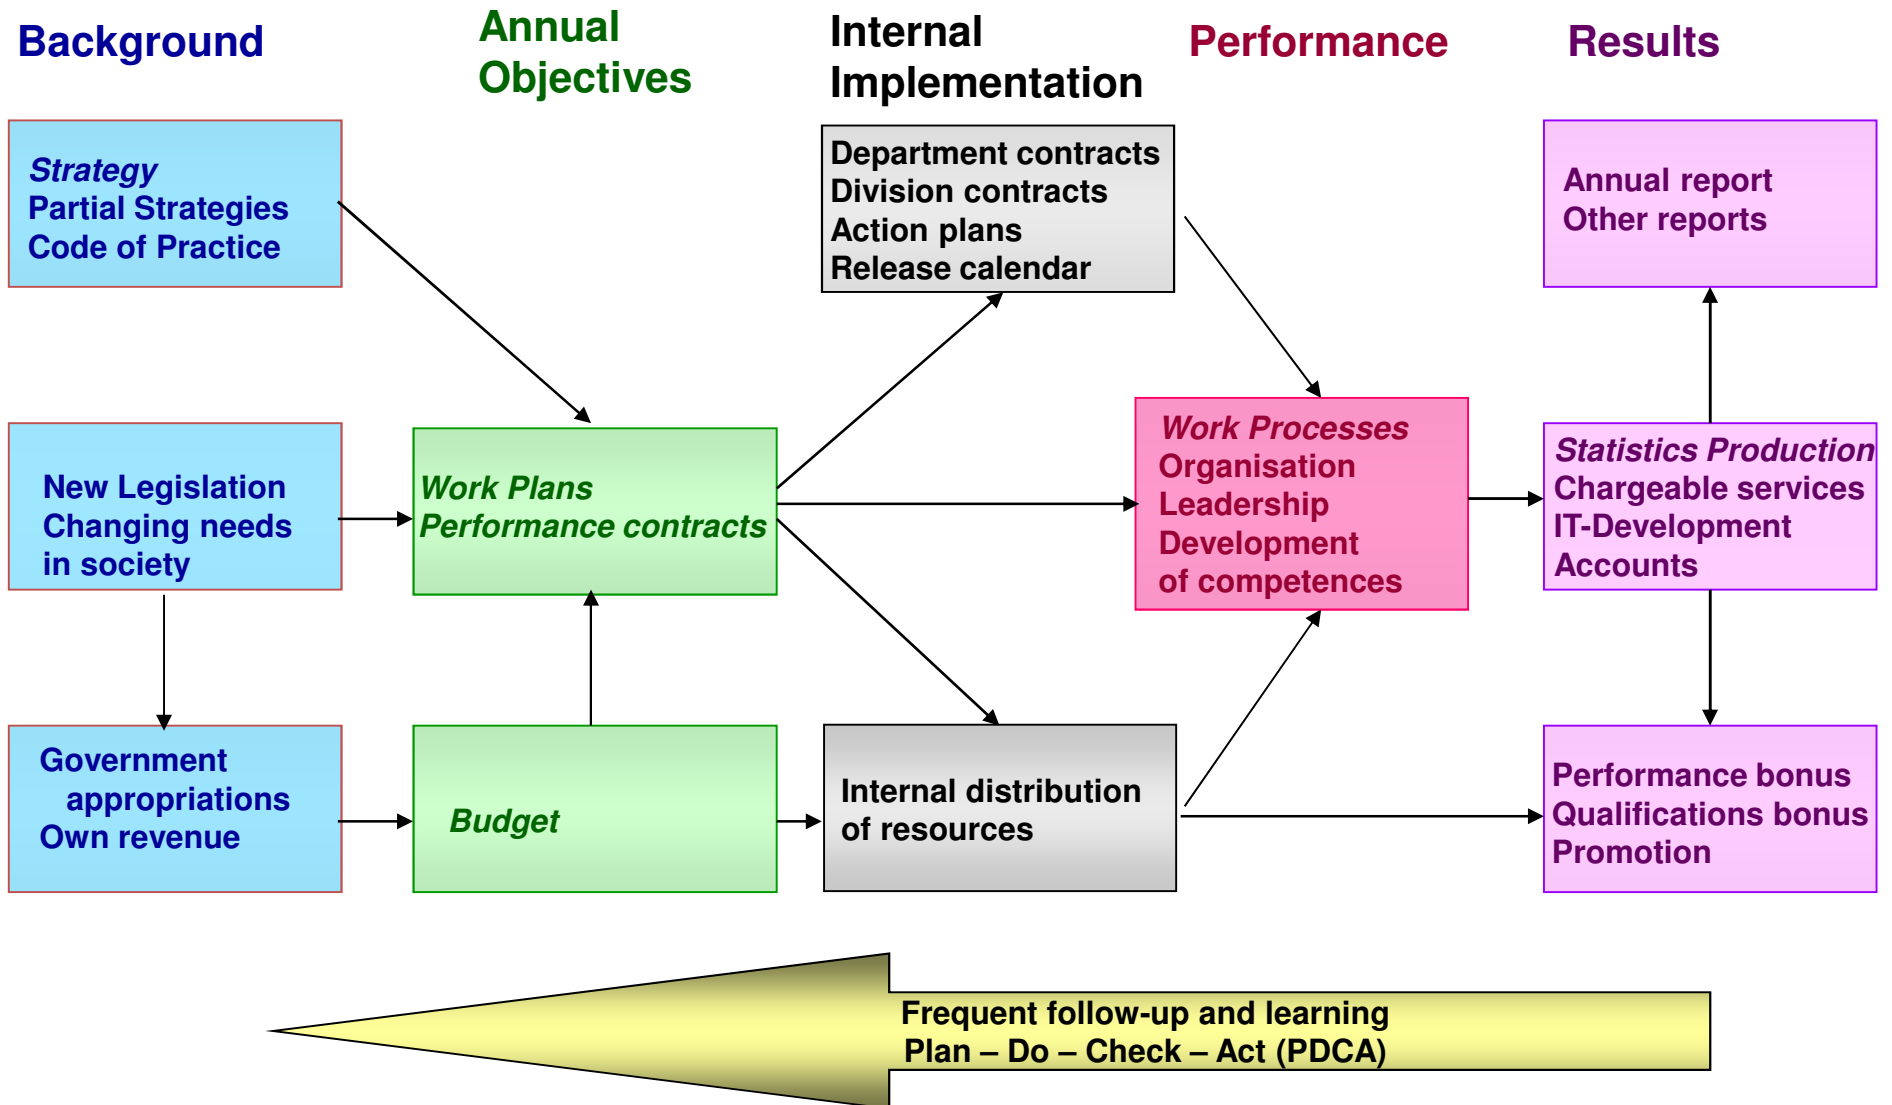 Background
Annual
Objectives
Internal
Implementation
Performance
Results
Strategy
Partial Strategies
Code of Practice
Department contracts
Division contracts
Action plans
Release calendar
Annual report
Other reports
New Legislation
Changing needs
in society
Work Plans
Performance contracts
Work Processes
Organisation
Leadership
Development
of competences
Statistics Production
Chargeable services
IT-Development
Accounts
Government
appropriations
Own revenue
Budget
Internal distribution
of resources
Performance bonus
Qualifications bonus
Promotion
Frequent follow-up and learning
Plan – Do – Check – Act (PDCA)